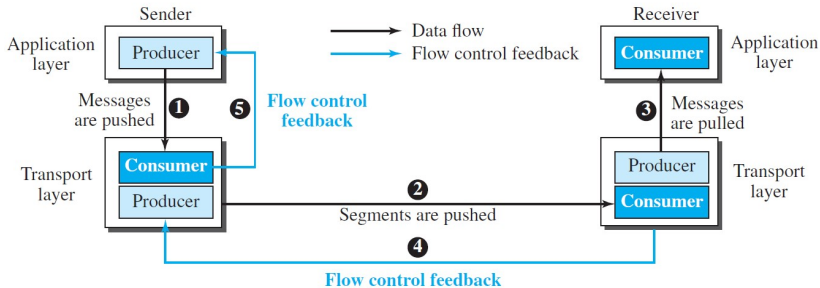 Sender
Receiver
Application
layer
Producer
Data flow
Flow control feedback
Consumer
Application
layer
Messages
are pushed
1
5
Flow control
feedback
3
Messages
are pulled
Transport
layer
Consumer
Producer
2
Segments are pushed
Producer
Consumer
Transport
layer
4
Flow control feedback